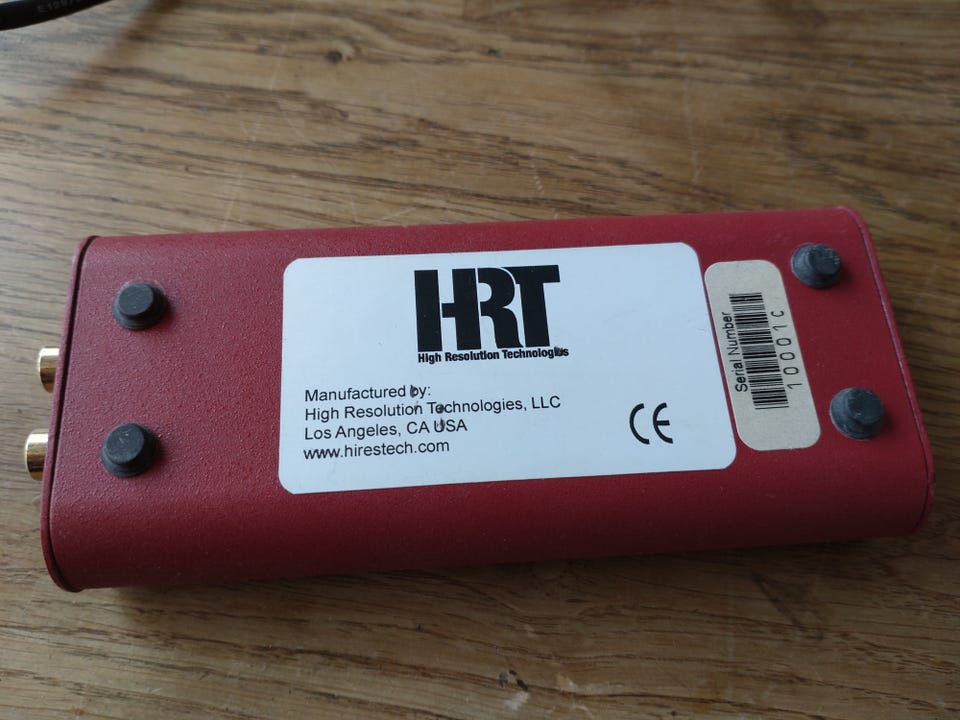 HRT
High Resolution Technologies
Manufactured by:
High Resolution Technologies, LLC
Los Angeles, CA USA
www.hirestech.com
CE
Serial Number
10001C